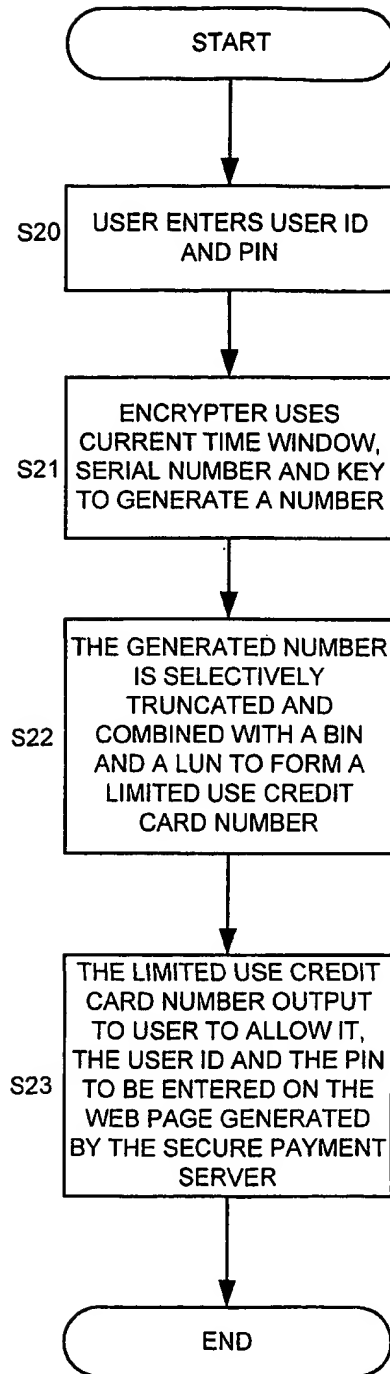 START
S20
USER ENTERS USER ID
AND PIN
S21
ENCRYPTER USES
CURRENT TIME WINDOW,
SERIAL NUMBER AND KEY
TO GENERATE A NUMBER
S22
THE GENERATED NUMBER
IS SELECTIVELY
TRUNCATED AND
COMBINED WITH A BIN
AND A LUN TO FORM A
LIMITED USE CREDIT
CARD NUMBER
S23
THE LIMITED USE CREDIT
CARD NUMBER OUTPUT
TO USER TO ALLOW IT,
THE USER ID AND THE PIN
TO BE ENTERED ON THE
WEB PAGE GENERATED
BY THE SECURE PAYMENT
SERVER
END